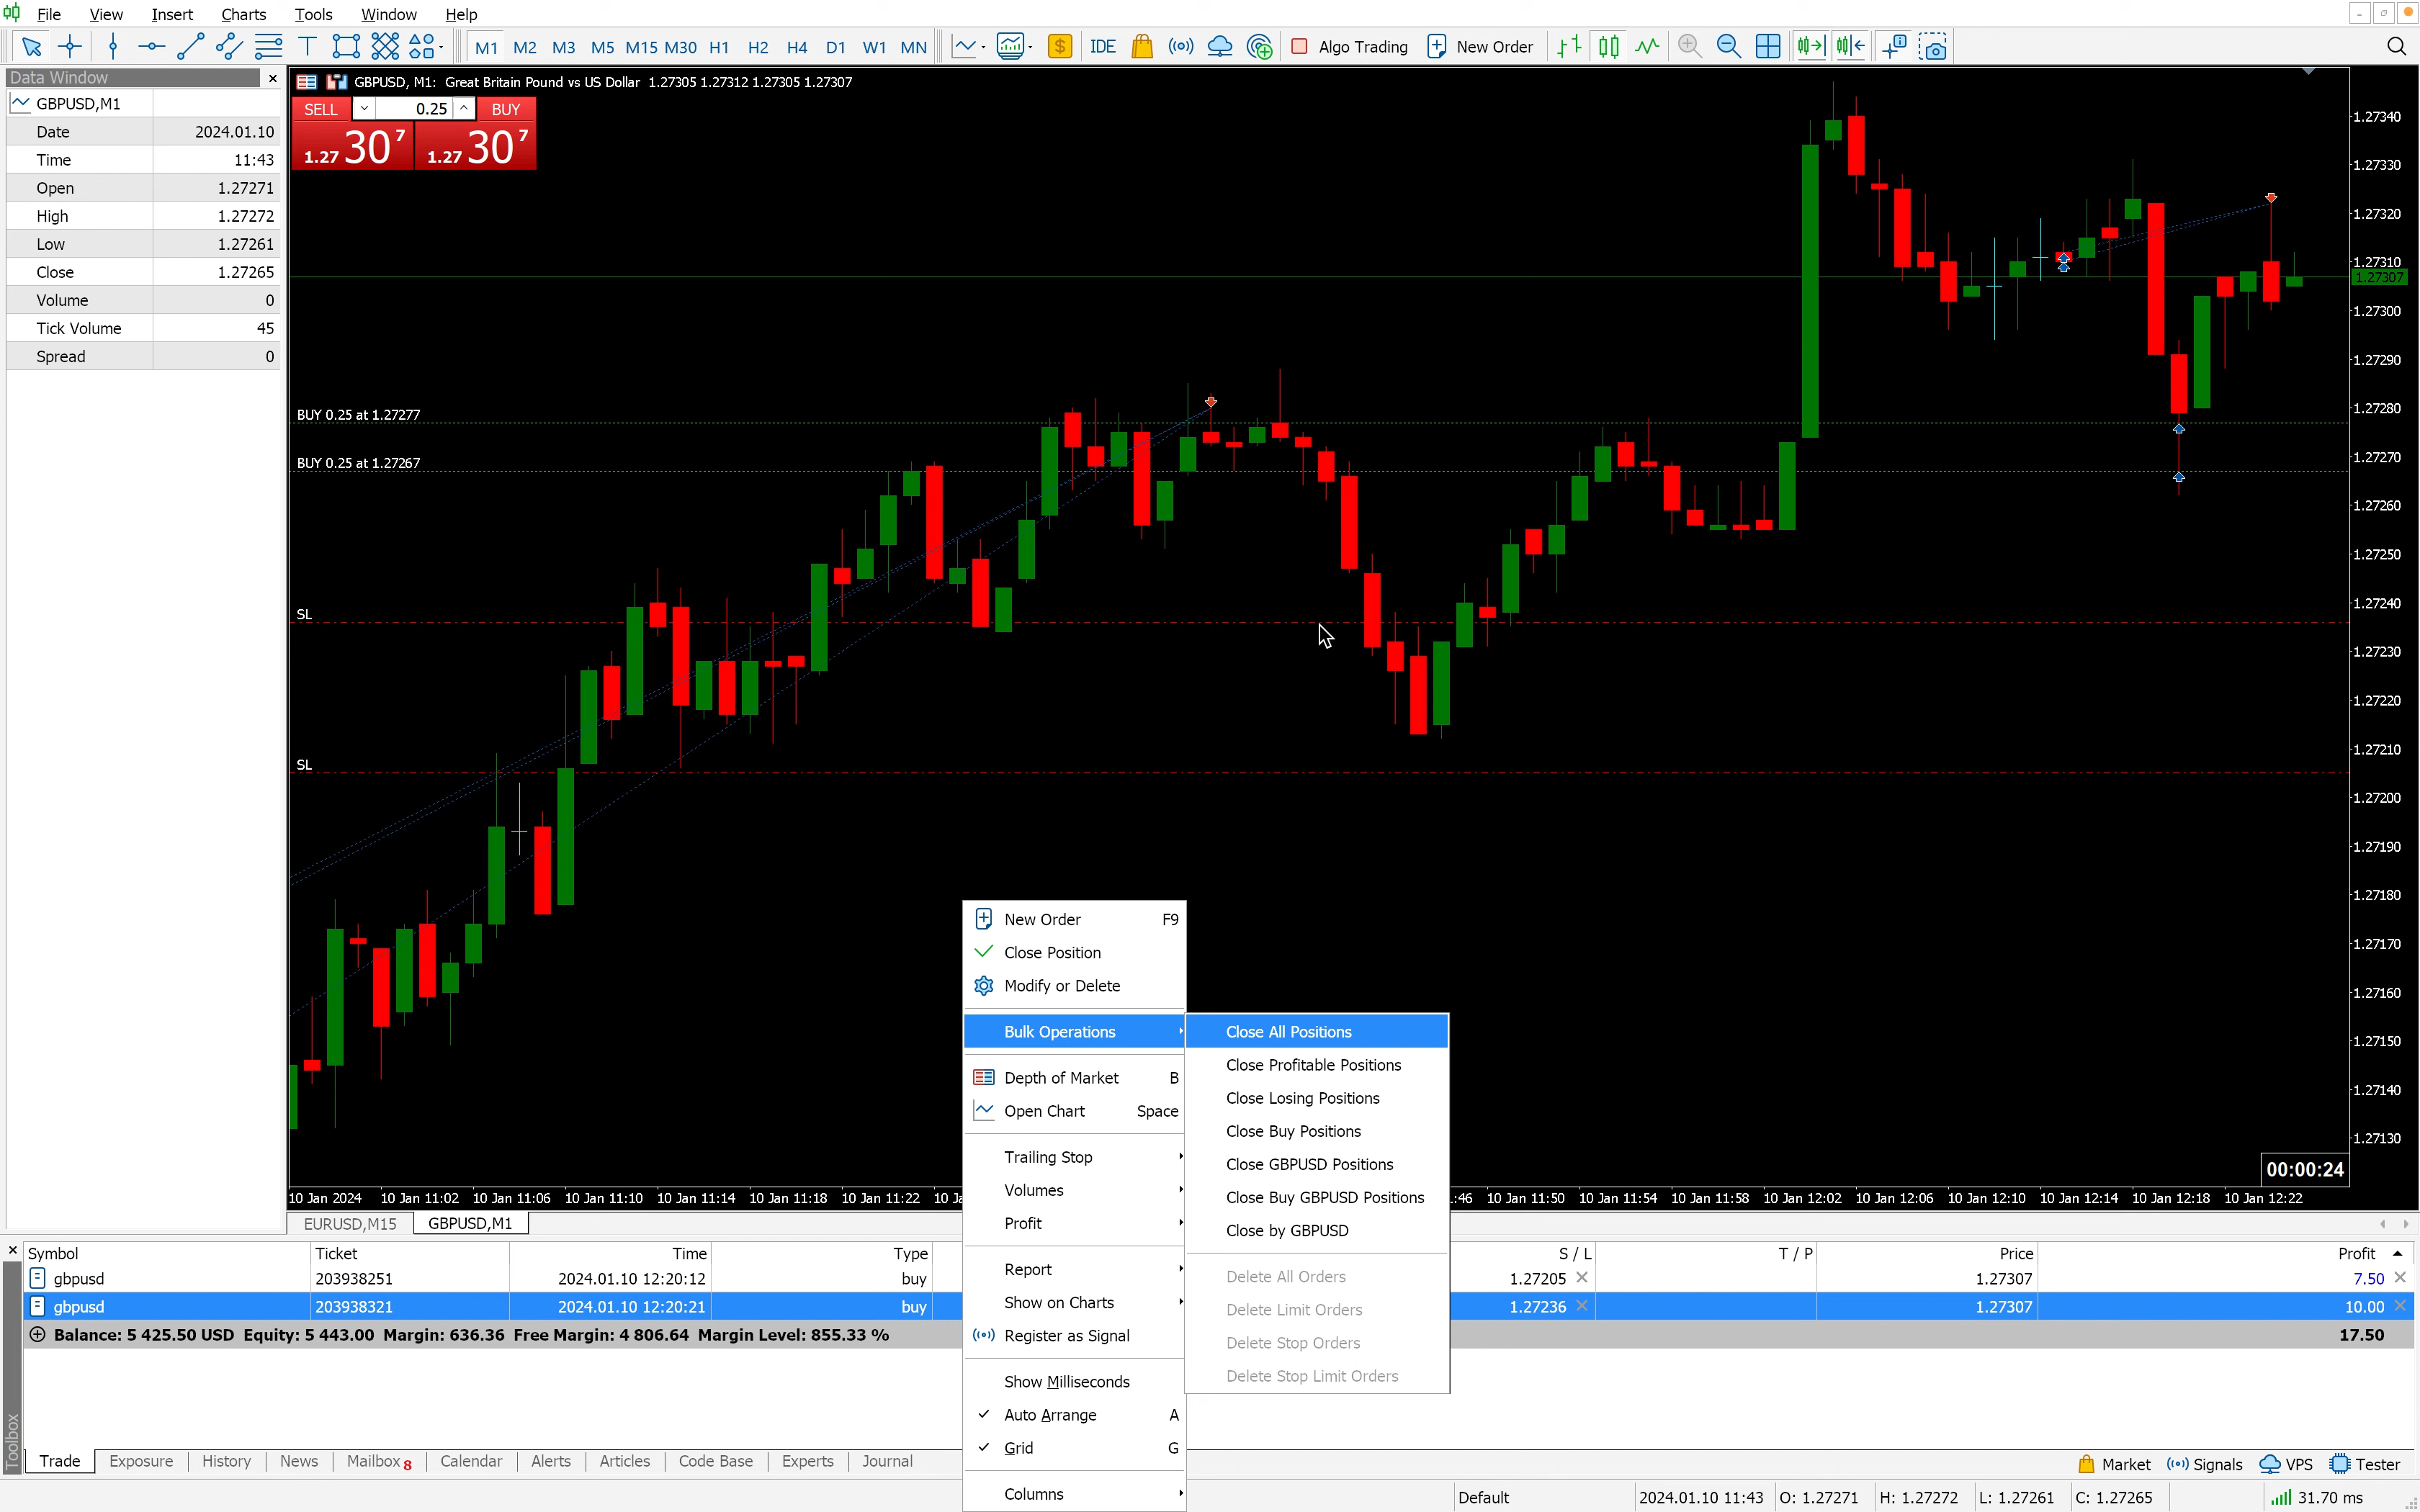 File View Insert Charts Tools Window Help
M1 M2 M3 M5 M15 M30 H1 H2 H4 D1 W1 MN IDE Algo Trading New Order
Data Window
GBPUSD,M1
Date 2024.01.10
Time 11:43
Open 1.27271
High 1.27272
Low 1.27261
Close 1.27265
Volume 0
Tick Volume 45
Spread 0
GBPUSD, M1: Great Britain Pound vs US Dollar 1.27305 1.27312 1.27305 1.27307
SELL 0.25 BUY
1.27 30 7 1.27 30 7
1.27340
1.27330
1.27320
1.27310
1.27307
1.27300
1.27290
1.27280
1.27270
1.27260
1.27250
1.27240
1.27230
1.27220
1.27210
1.27200
1.27190
1.27180
1.27170
1.27160
1.27150
1.27140
1.27130
BUY 0.25 at 1.27277
BUY 0.25 at 1.27267
SL
SL
00:00:24
10 Jan 2024 10 Jan 11:02 10 Jan 11:06 10 Jan 11:10 10 Jan 11:14 10 Jan 11:18 10 Jan 11:22 10 J :46 10 Jan 11:50 10 Jan 11:54 10 Jan 11:58 10 Jan 12:02 10 Jan 12:06 10 Jan 12:10 10 Jan 12:14 10 Jan 12:18 10 Jan 12:22
New Order F9
Close Position
Modify or Delete
Bulk Operations
Depth of Market B
Open Chart Space
Trailing Stop
Volumes
Profit
Report
Show on Charts
Register as Signal
Show Milliseconds
Auto Arrange A
Grid G
Columns
Close All Positions
Close Profitable Positions
Close Losing Positions
Close Buy Positions
Close GBPUSD Positions
Close Buy GBPUSD Positions
Close by GBPUSD
Delete All Orders
Delete Limit Orders
Delete Stop Orders
Delete Stop Limit Orders
EURUSD,M15 GBPUSD,M1
Symbol Ticket Time Type S / L T / P Price Profit
gbpusd 203938251 2024.01.10 12:20:12 buy 1.27205 1.27307 7.50
gbpusd 203938321 2024.01.10 12:20:21 buy 1.27236 1.27307 10.00
Balance: 5 425.50 USD Equity: 5 443.00 Margin: 636.36 Free Margin: 4 806.64 Margin Level: 855.33 % 17.50
Toolbox
Trade Exposure History News Mailbox 8 Calendar Alerts Articles Code Base Experts Journal
Market Signals VPS Tester
Default 2024.01.10 11:43 O: 1.27271 H: 1.27272 L: 1.27261 C: 1.27265 31.70 ms